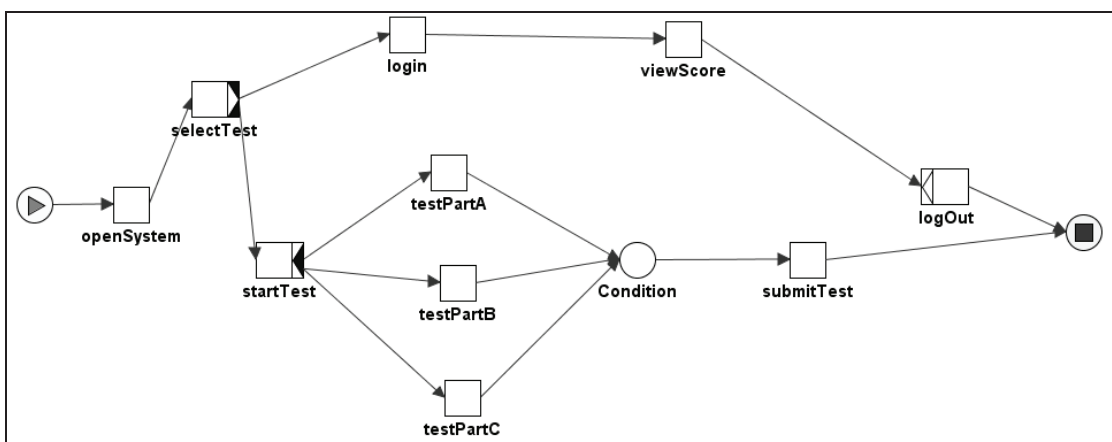 login
viewScore
selectTest
testPartA
logOut
openSystem
startTest
Condition
submitTest
testPartB
testPartC